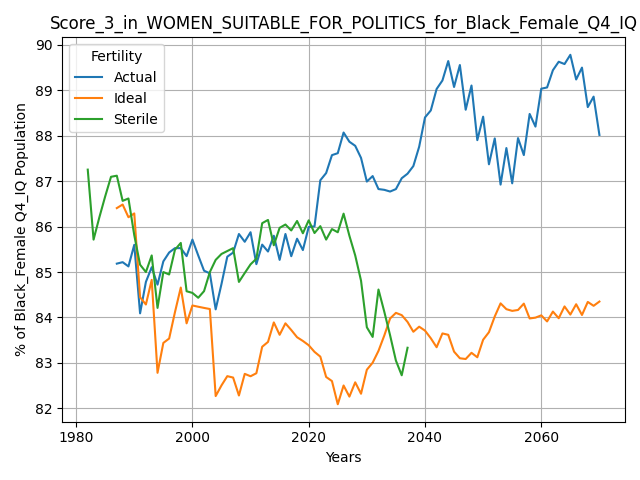 Score_3_in_WOMEN_SUITABLE_FOR_POLITICS_for_Black_Female_Q4_IQ
90
89
88
87
86
85
84
83
82
% of Black_Female Q4_IQ Population
Fertility
Actual
Ideal
Sterile
1980 2000 2020 2040 2060
Years